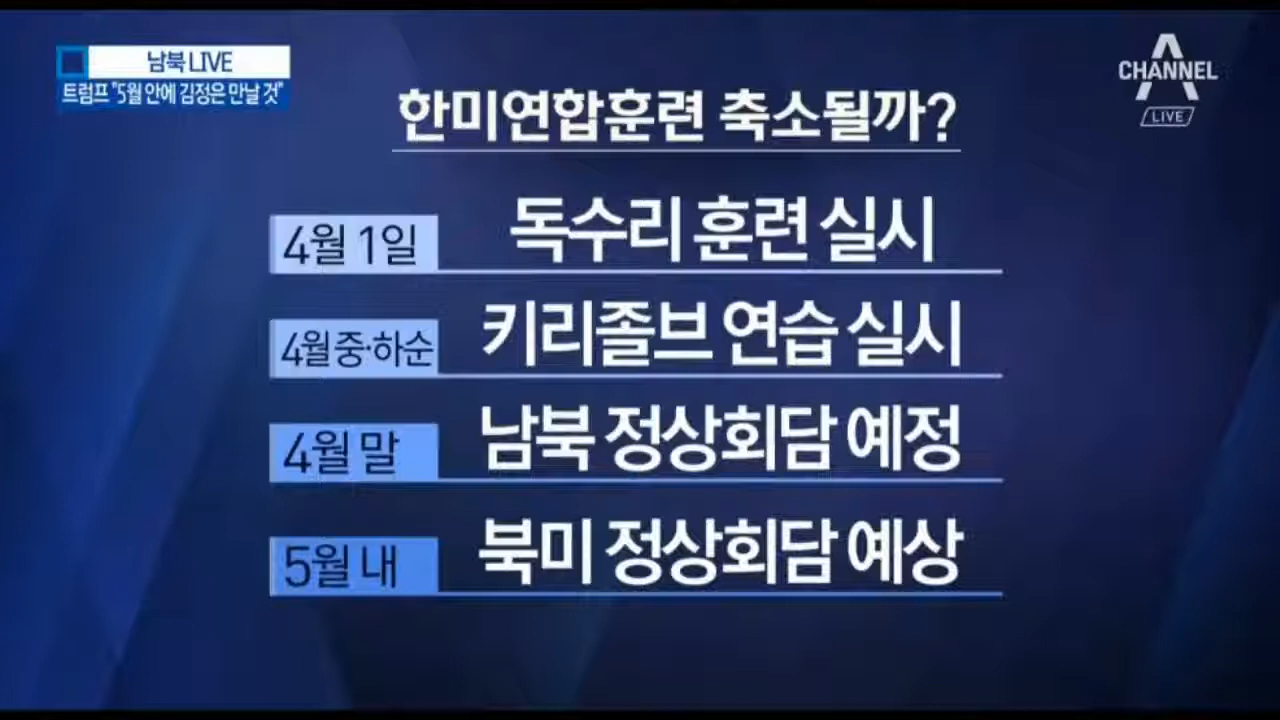 남북 LIVE
트럼프 "5월 안에 김정은 만날 것"
CHANNEL A
LIVE
한미연합훈련 축소될까?
4월 1일 독수리 훈련 실시
4월 중·하순 키리졸브 연습 실시
4월 말 남북 정상회담 예정
5월 내 북미 정상회담 예상